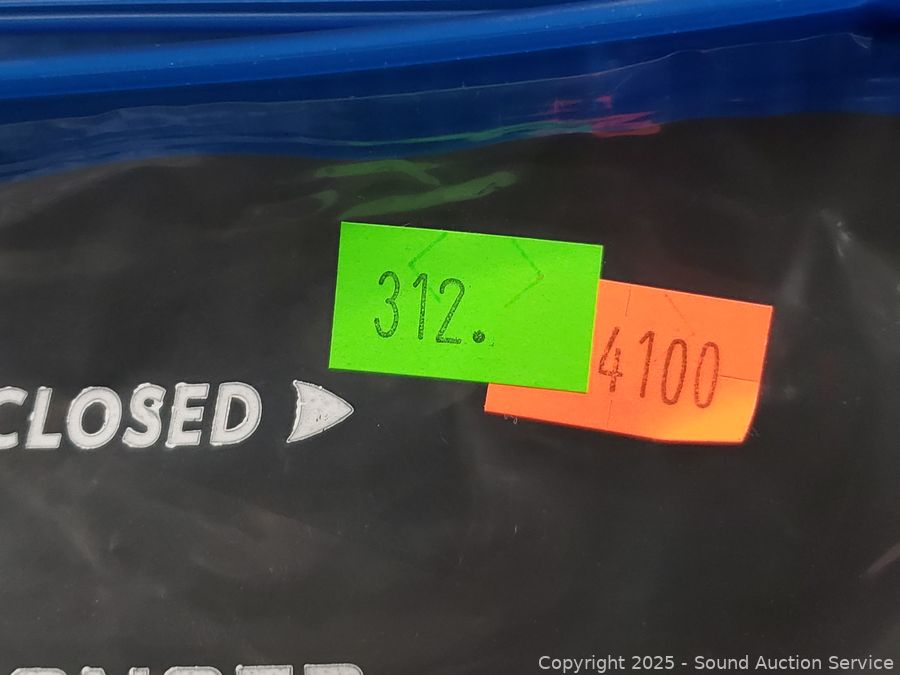 312.
4100
CLOSED
Copyright © 2025 - Sound Auction Service